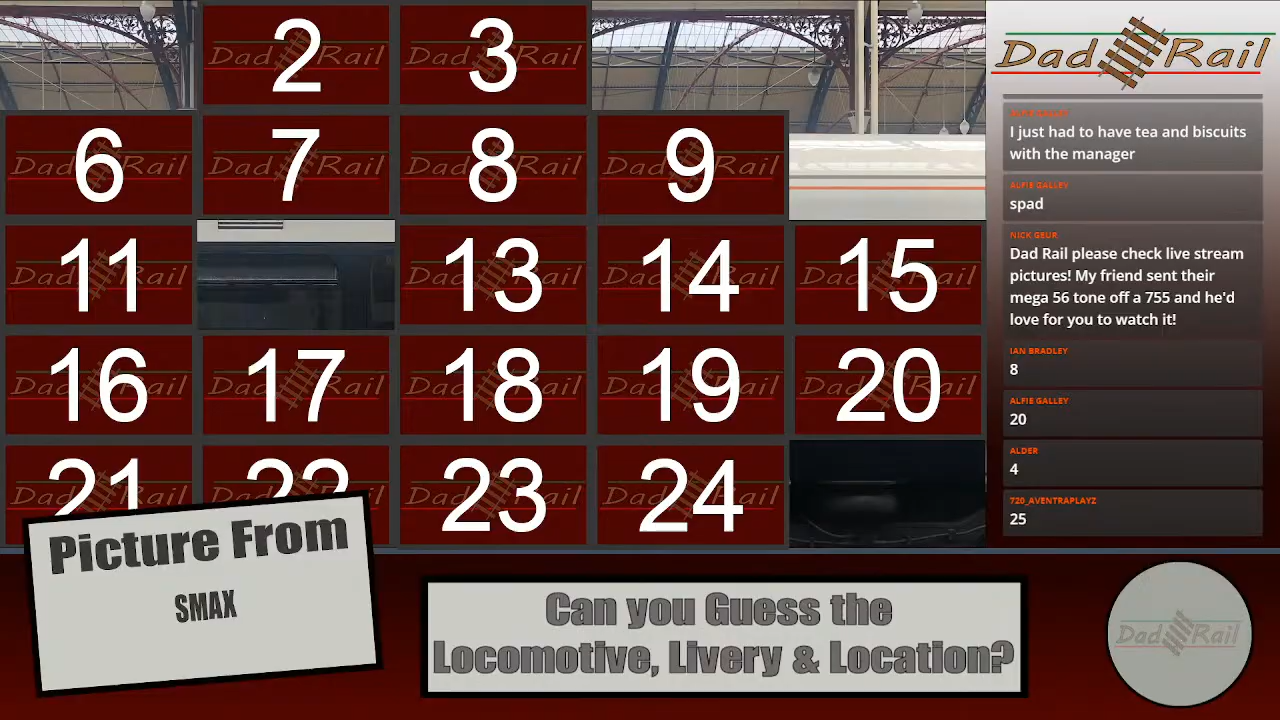 2
3
Dad Rail
6
7
8
9
I just had to have tea and biscuits
with the manager
ALFIE GALLEY
spad
NICK GEUR
Dad Rail please check live stream
pictures! My friend sent their
mega 56 tone off a 755 and he'd
love for you to watch it!
11
13
14
15
IAN BRADLEY
8
16
17
18
19
20
ALFIE GALLEY
20
ALDER
4
21
22
23
24
720_AVENTRAPLAYZ
25
Picture From
SMAX
Can you Guess the
Locomotive, Livery & Location?
Dad Rail